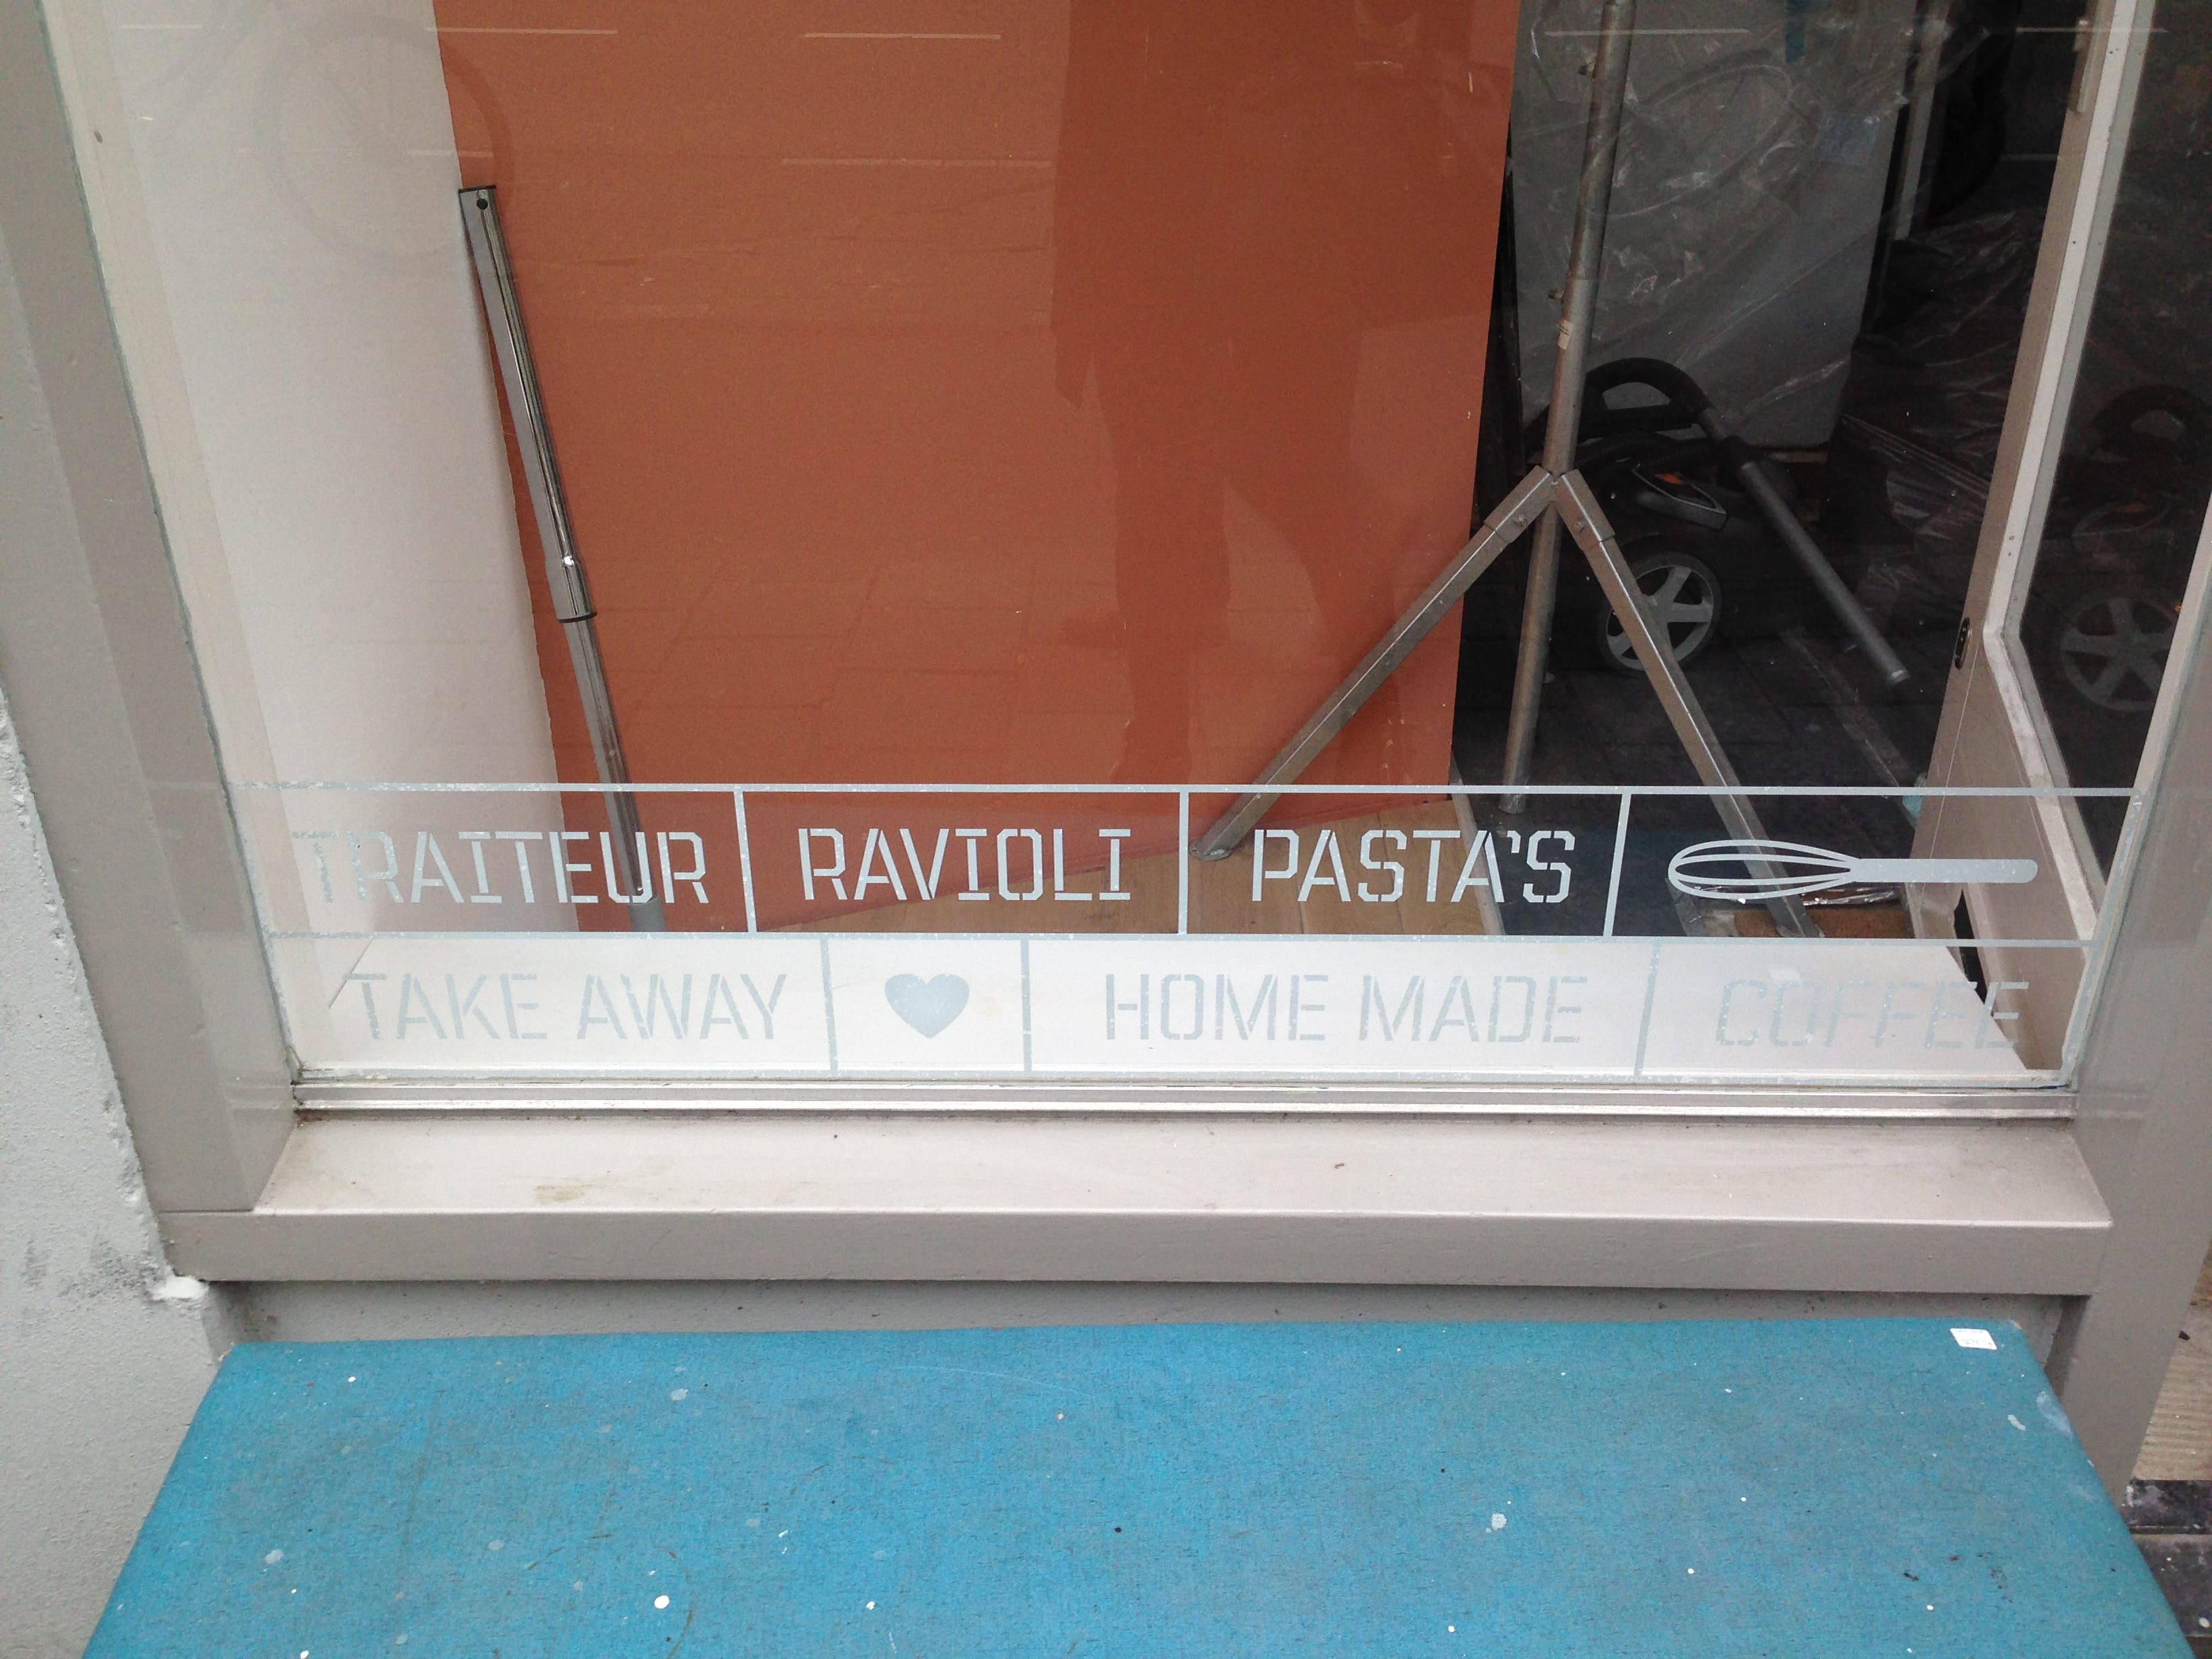 TRAITEUR RAVIOLI PASTA'S
TAKE AWAY HOME MADE COFFEE